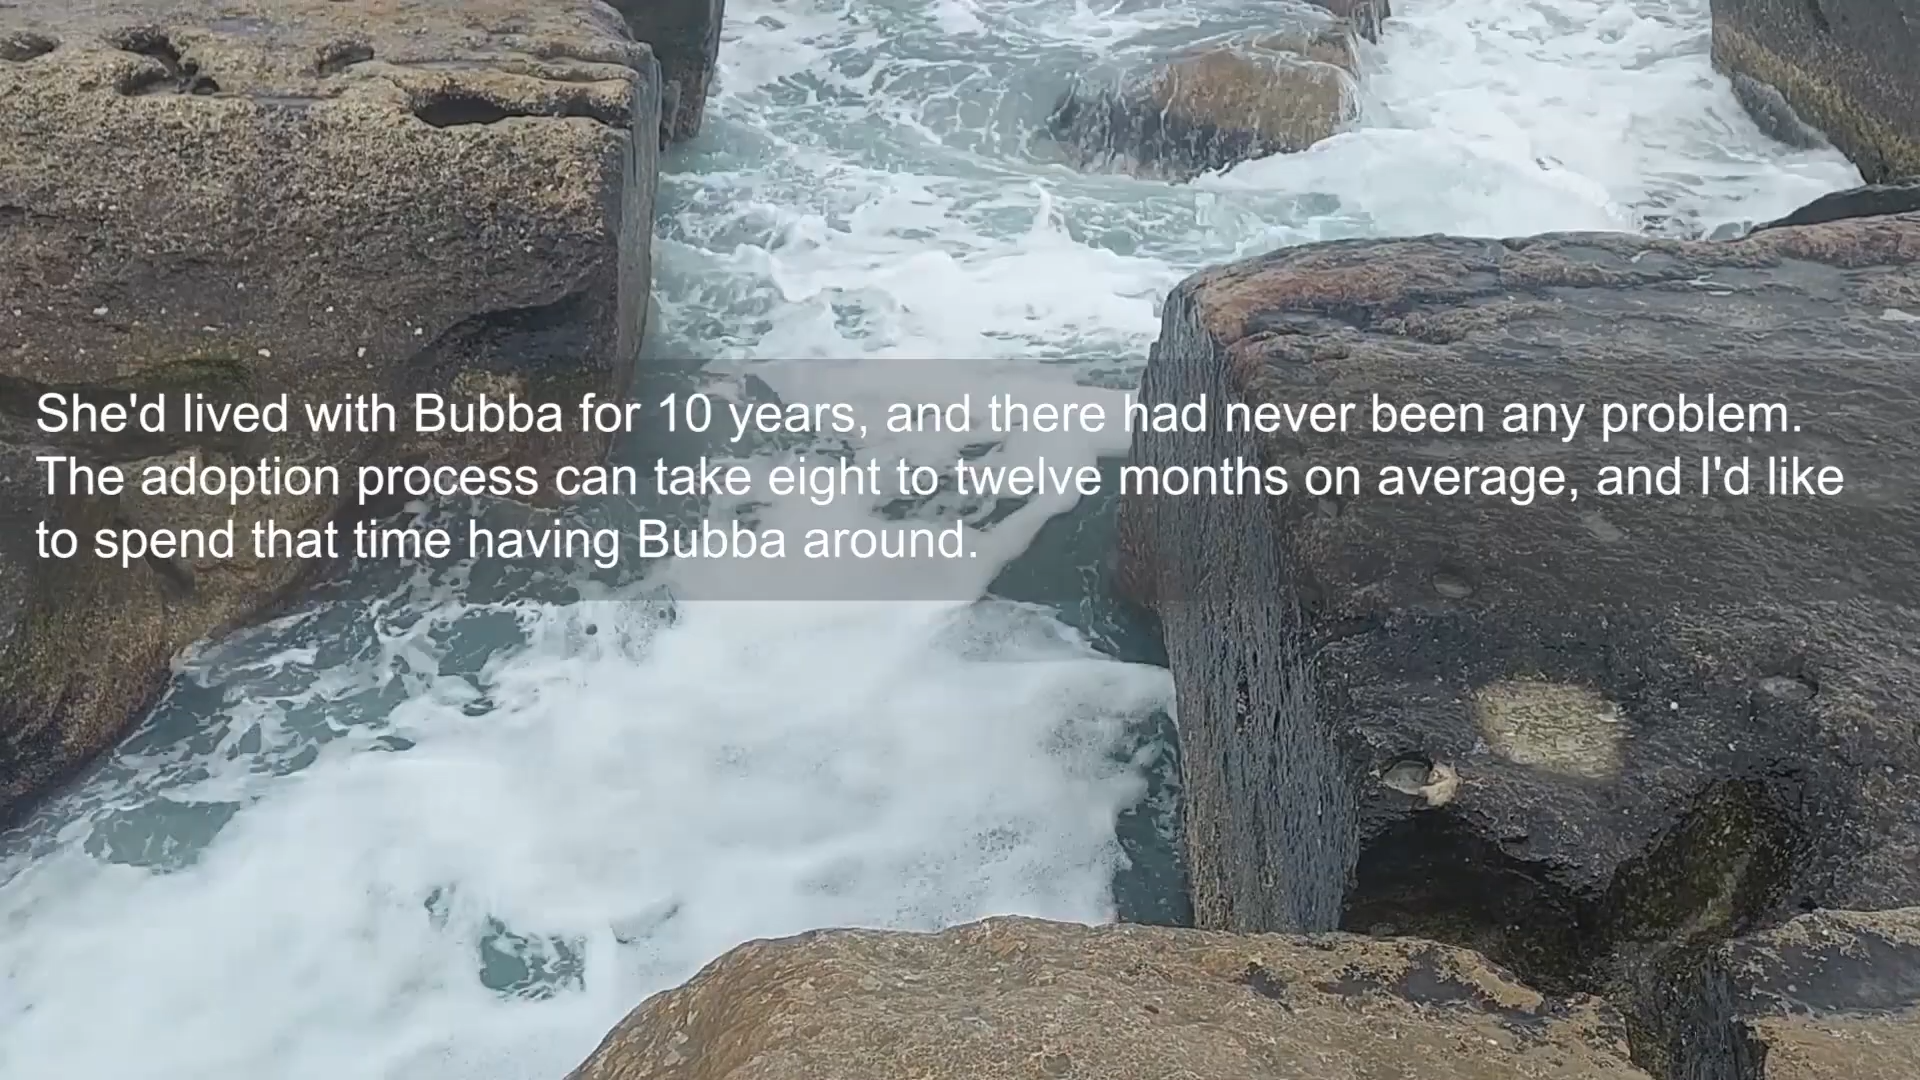 She'd lived with Bubba for 10 years, and there had never been any problem.
The adoption process can take eight to twelve months on average, and I'd like
to spend that time having Bubba around.